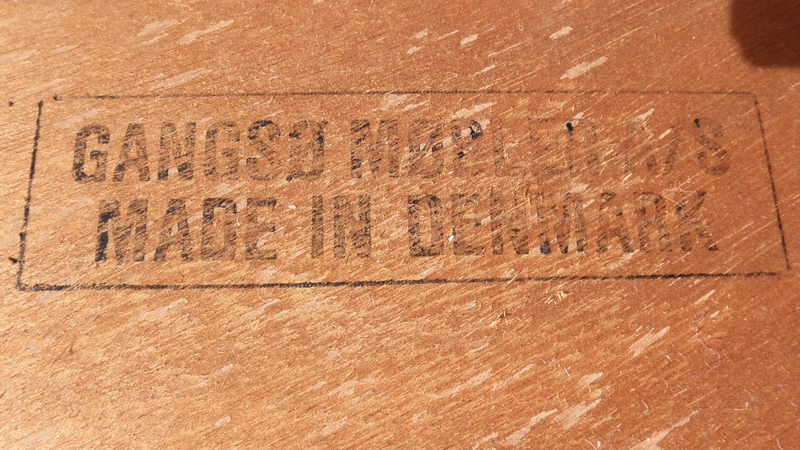 GANGSØ MØBLER A/S
MADE IN DENMARK